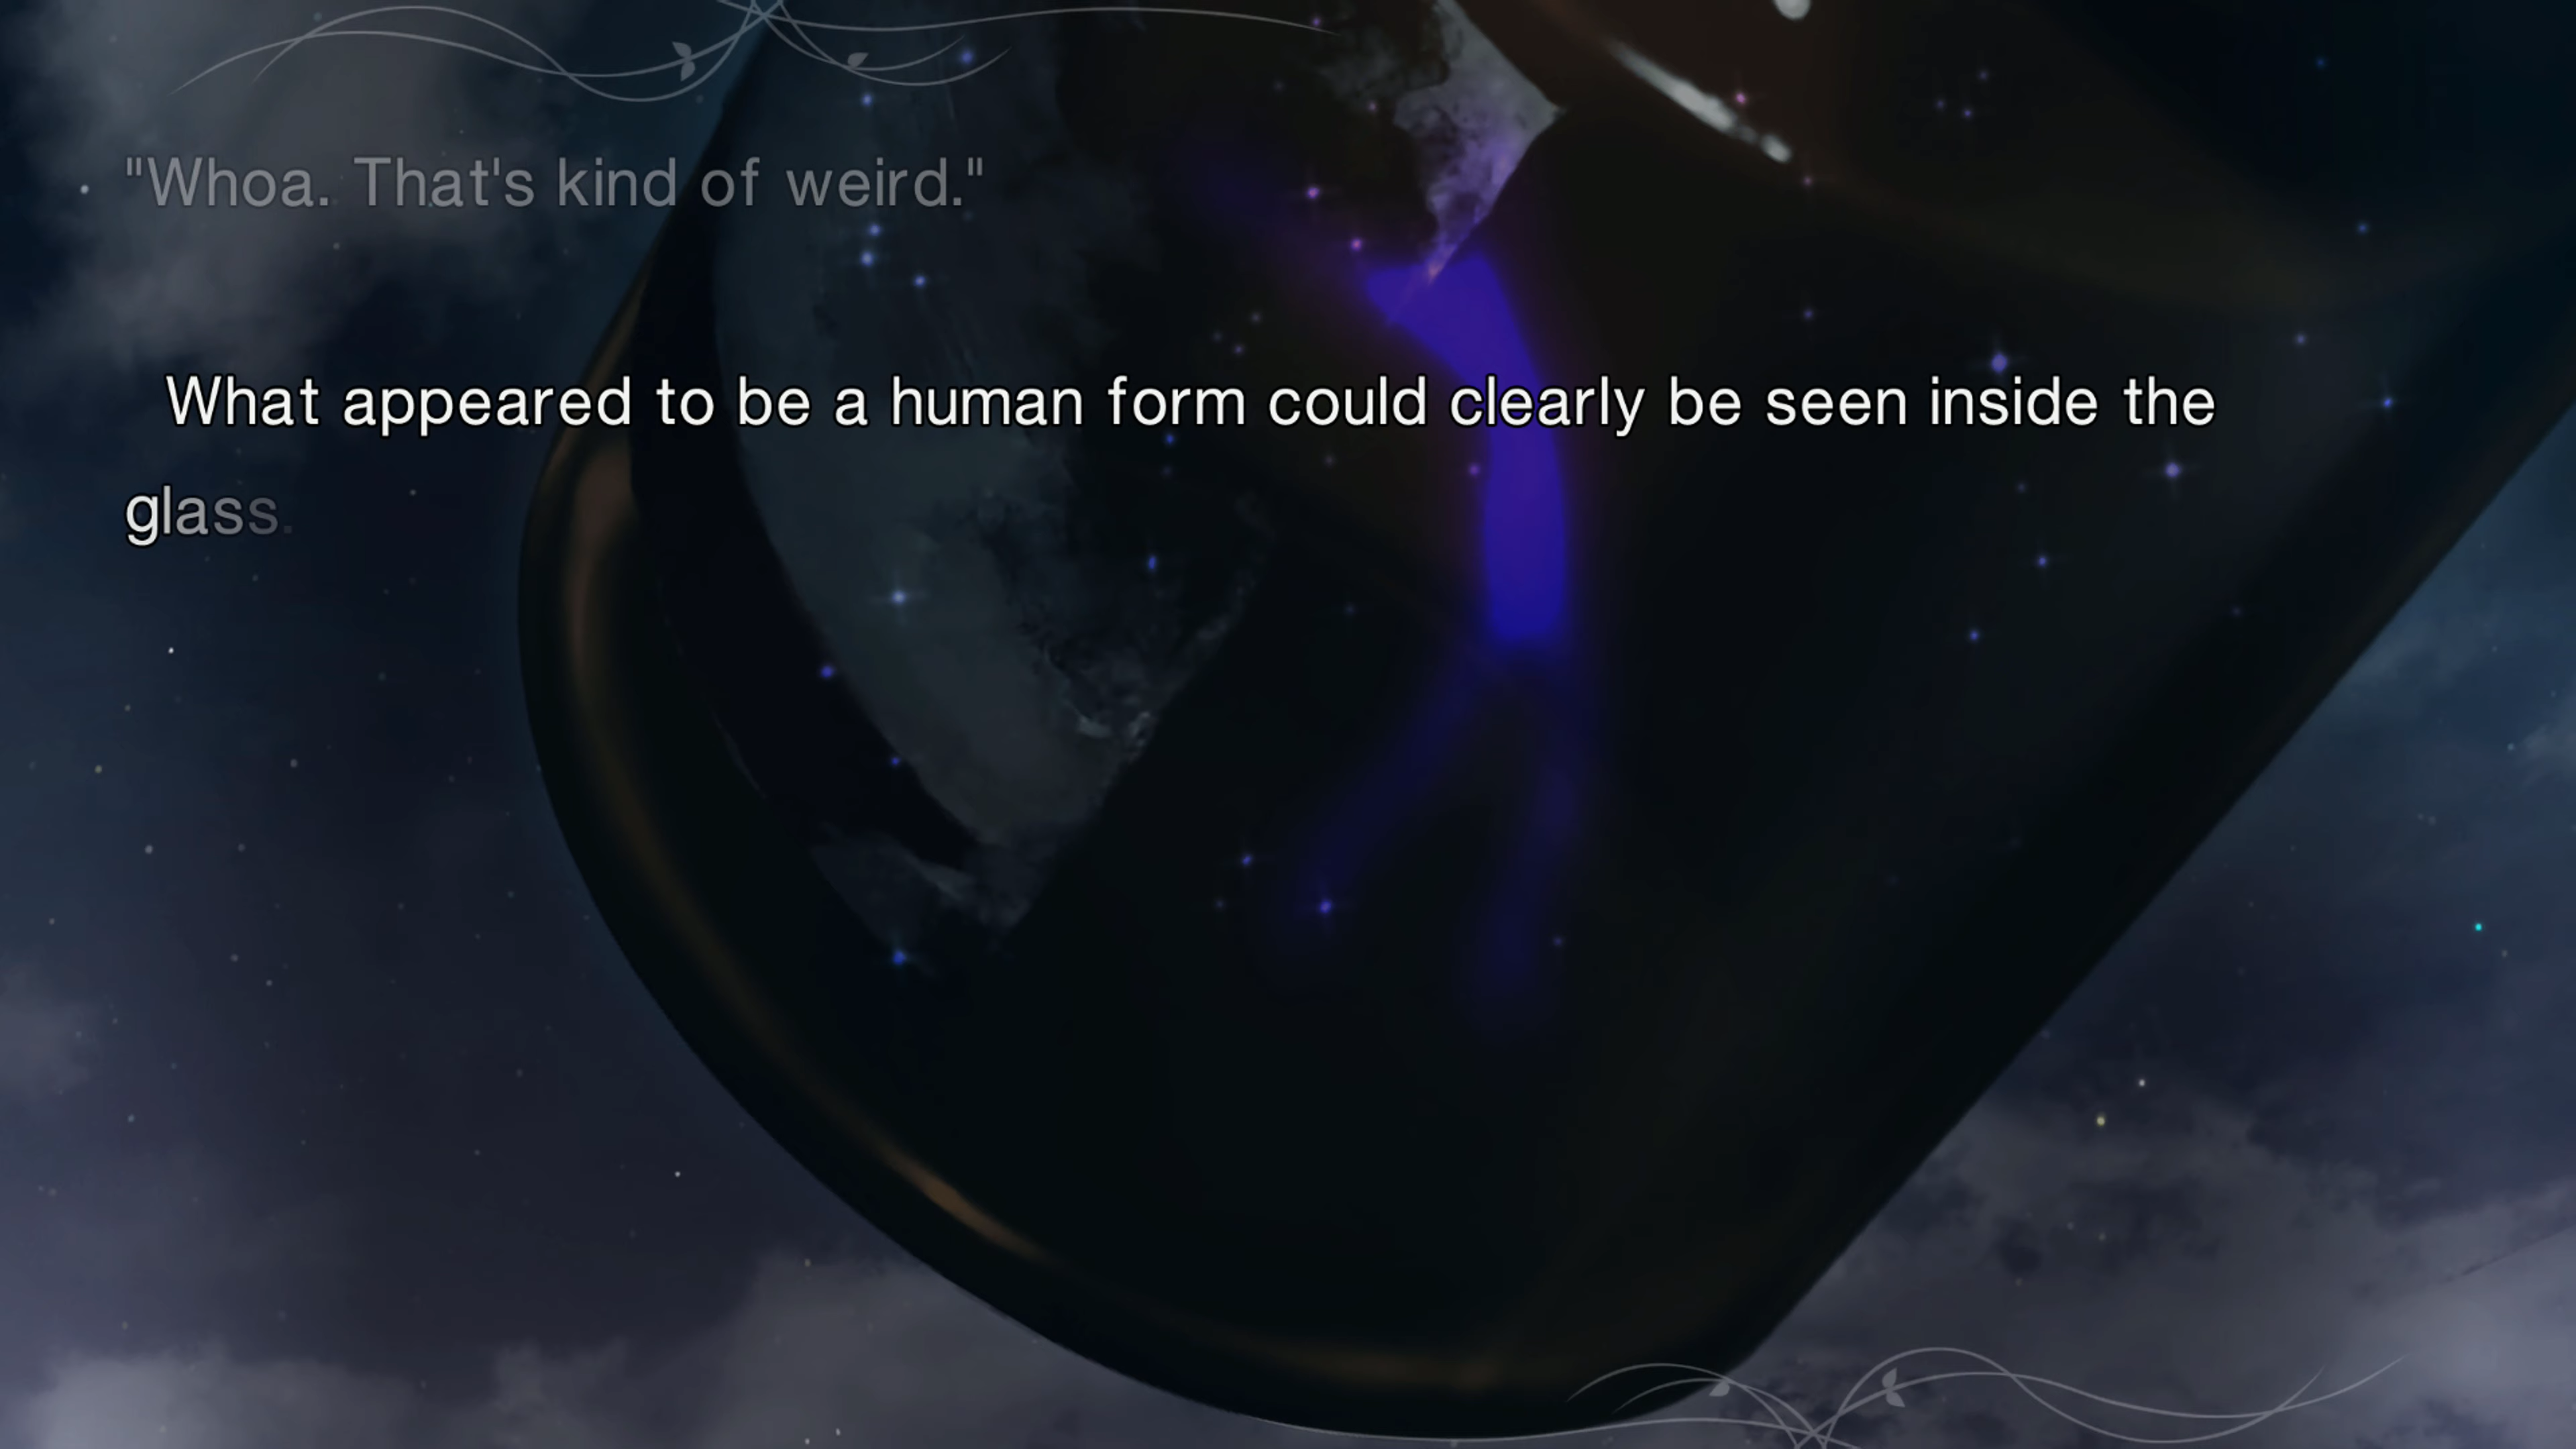 "Whoa. That's kind of weird."
What appeared to be a human form could clearly be seen inside the
glass.